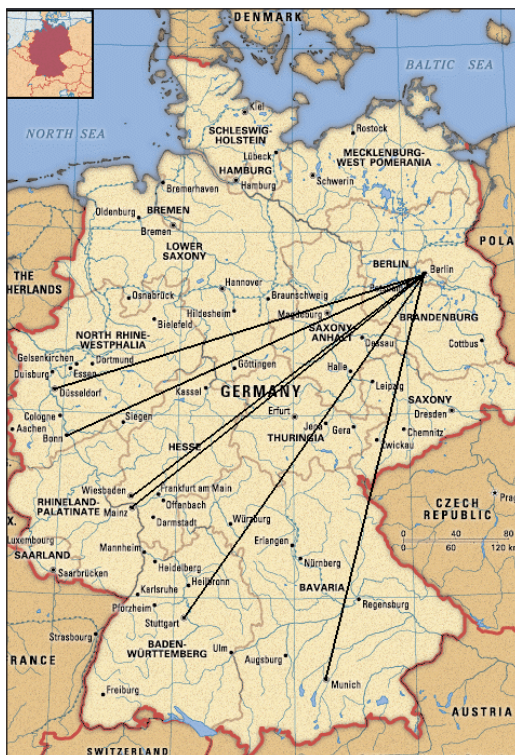 DENMARK
BALTIC SEA
NORTH SEA
Kiel
SCHLESWIG-
HOLSTEIN
Rostock
Lübeck
MECKLENBURG-
WEST POMERANIA
HAMBURG
Hamburg
Schwerin
Bremerhaven
Oldenburg
BREMEN
Bremen
LOWER
SAXONY
POLA
THE
HERLANDS
BERLIN
Berlin
Hannover
Osnabrück
Braunschweig
Hildesheim
Magdeburg
BRANDENBURG
Bielefeld
SAXONY-
ANHALT
Dessau
Cottbus
NORTH RHINE-
WESTPHALIA
Gelsenkirchen
Dortmund
Duisburg
Essen
Göttingen
Halle
Leipzig
Düsseldorf
Kassel
GERMANY
SAXONY
Dresden
Cologne
Aachen
Siegen
Erfurt
Jena
Gera
Chemnitz
Bonn
THURINGIA
Zwickau
HESSE
Wiesbaden
Frankfurt am Main
Offenbach
RHINELAND-
PALATINATE
Mainz
Darmstadt
Würzburg
CZECH
REPUBLIC
Pra
X.
Luxembourg
SAARLAND
Saarbrücken
Mannheim
Erlangen
Nürnberg
0 40 80
0 60 120 km
Heidelberg
Heilbronn
BAVARIA
Karlsruhe
Pforzheim
Regensburg
Stuttgart
Strasbourg
BADEN-
WÜRTTEMBERG
Ulm
Augsburg
FRANCE
Munich
Freiburg
AUSTRIA
SWITZERLAND